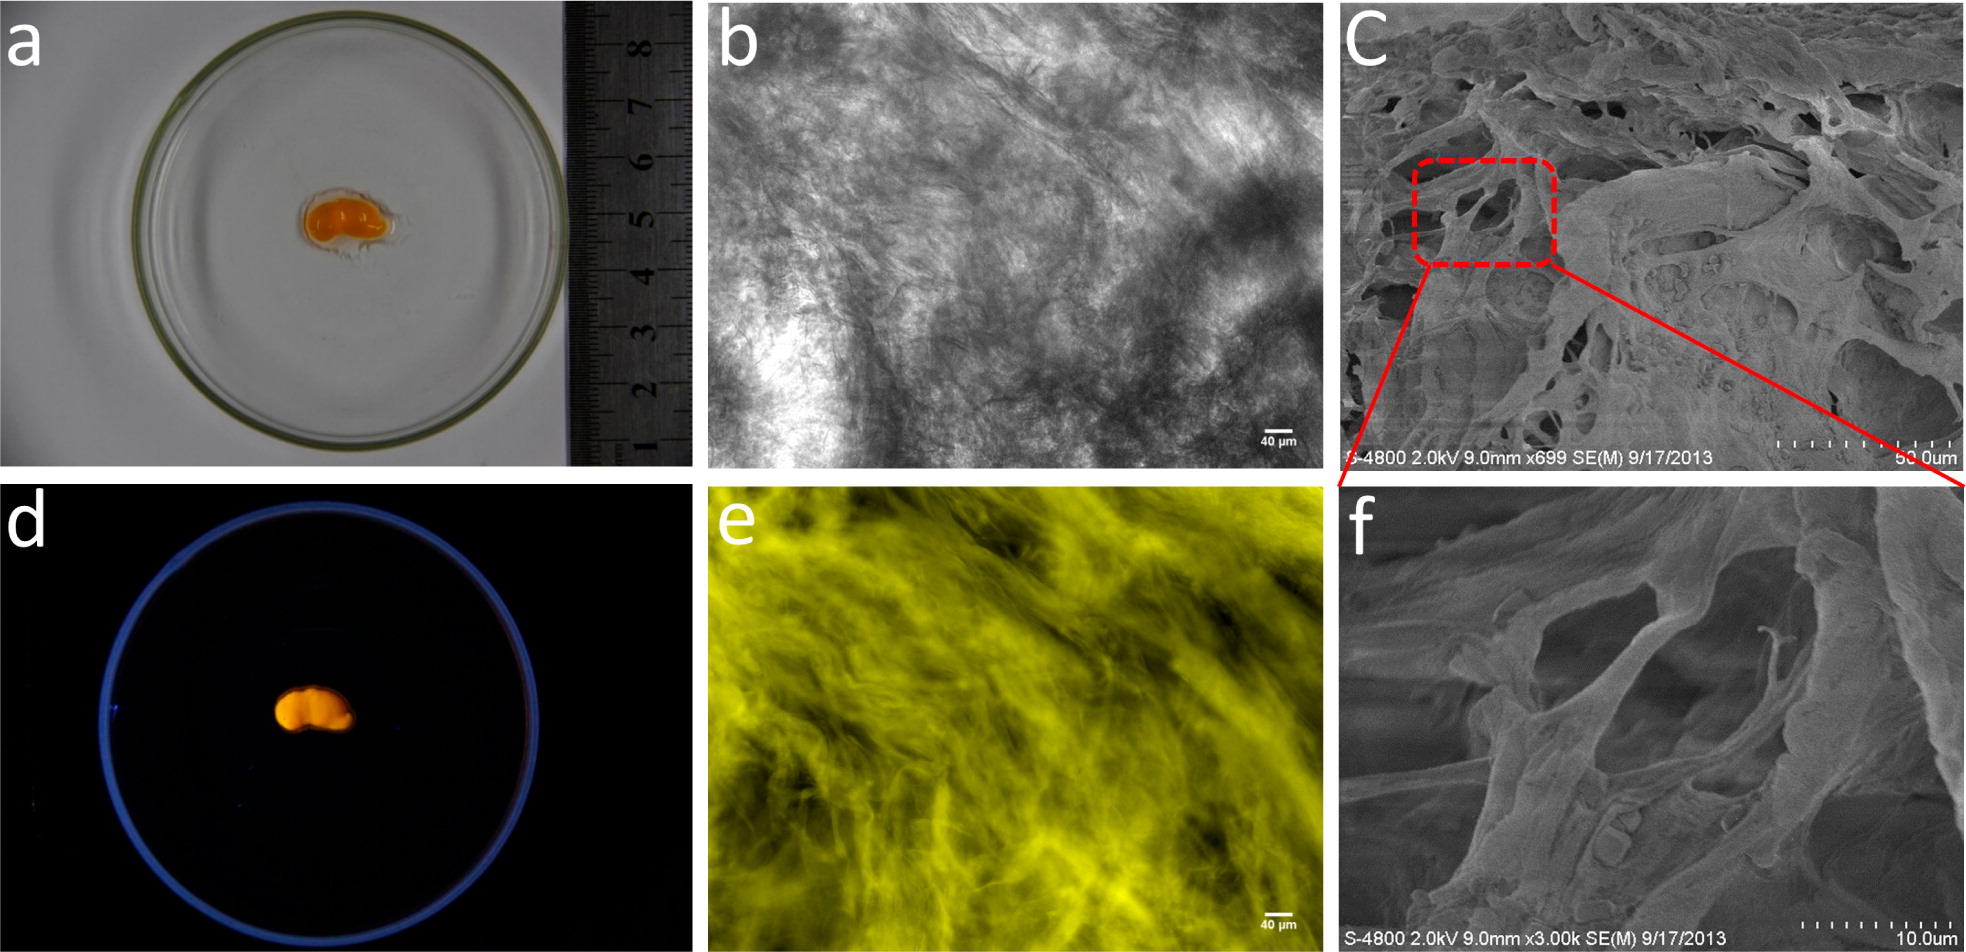 a
b
C
8
7
6
5
4
3
2
1
40 μm
S-4800 2.0kV 9.0mm x699 SE(M) 9/17/2013
50.0um
d
e
f
40 μm
S-4800 2.0kV 9.0mm x3.00k SE(M) 9/17/2013
10.0um